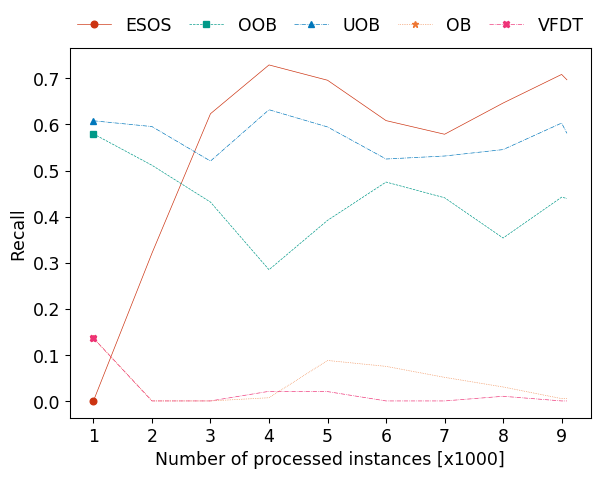 ESOS OOB UOB OB VFDT
0.7
0.6
0.5
0.4
0.3
0.2
0.1
0.0
Recall
1 2 3 4 5 6 7 8 9
Number of processed instances [x1000]